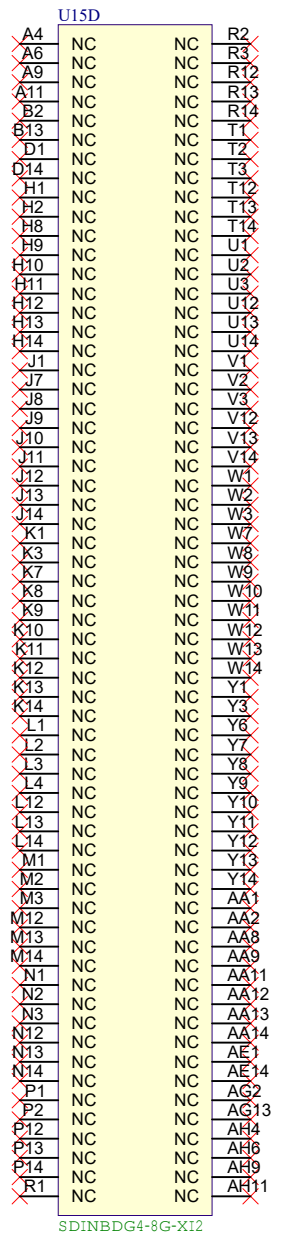 U15D
A4 NC NC R2
A6 NC NC R3
A9 NC NC R12
A11 NC NC R13
B2 NC NC R14
B13 NC NC T1
D1 NC NC T2
D14 NC NC T3
H1 NC NC T12
H2 NC NC T13
H8 NC NC T14
H9 NC NC U1
H10 NC NC U2
H11 NC NC U3
H12 NC NC U12
H13 NC NC U13
H14 NC NC U14
J1 NC NC V1
J7 NC NC V2
J8 NC NC V3
J9 NC NC V12
J10 NC NC V13
J11 NC NC V14
J12 NC NC W1
J13 NC NC W2
J14 NC NC W3
K1 NC NC W7
K3 NC NC W8
K7 NC NC W9
K8 NC NC W10
K9 NC NC W11
K10 NC NC W12
K11 NC NC W13
K12 NC NC W14
K13 NC NC Y1
K14 NC NC Y3
L1 NC NC Y6
L2 NC NC Y7
L3 NC NC Y8
L4 NC NC Y9
L12 NC NC Y10
L13 NC NC Y11
L14 NC NC Y12
M1 NC NC Y13
M2 NC NC Y14
M3 NC NC AA1
M12 NC NC AA2
M13 NC NC AA8
M14 NC NC AA9
N1 NC NC AA11
N2 NC NC AA12
N3 NC NC AA13
N12 NC NC AA14
N13 NC NC AE1
N14 NC NC AE14
P1 NC NC AG2
P2 NC NC AG13
P12 NC NC AH4
P13 NC NC AH6
P14 NC NC AH9
R1 NC NC AH11
SDINBDG4-8G-XI2